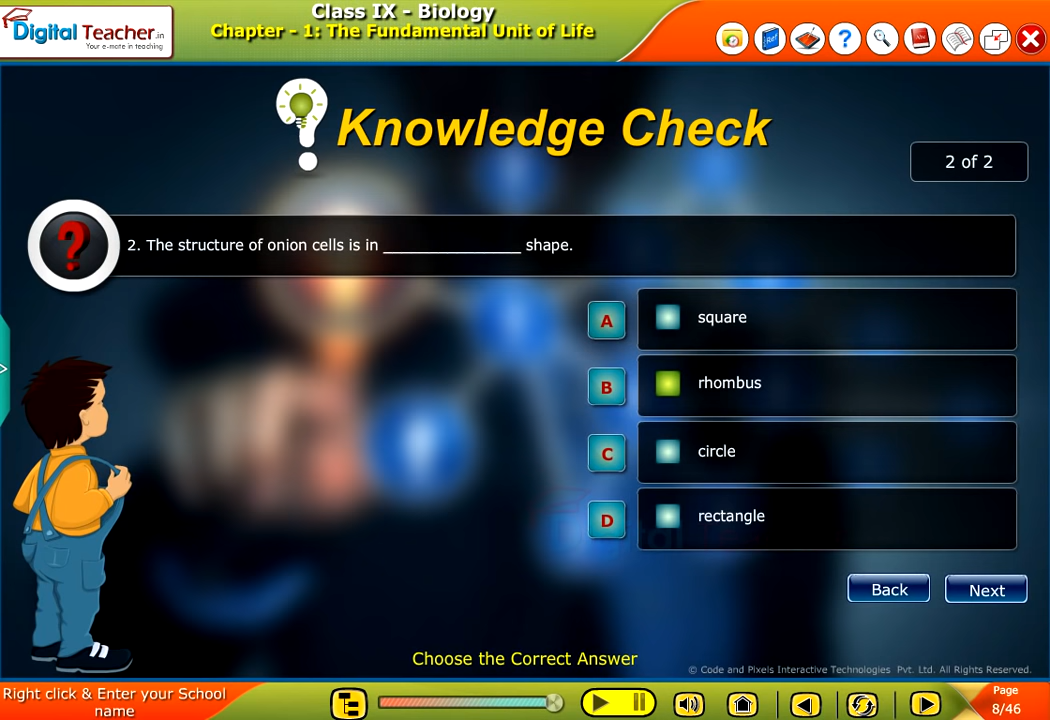 Digital Teacher.in
Your e-mate in teaching
Class IX - Biology
Chapter - 1: The Fundamental Unit of Life
Ref
?
Knowledge Check
2 of 2
?
2. The structure of onion cells is in ________________ shape.
A square
B rhombus
C circle
D rectangle
Back Next
Choose the Correct Answer
© Code and Pixels Interactive Technologies Pvt. Ltd. All Rights Reserved.
Right click & Enter your School
name
Page
8/46